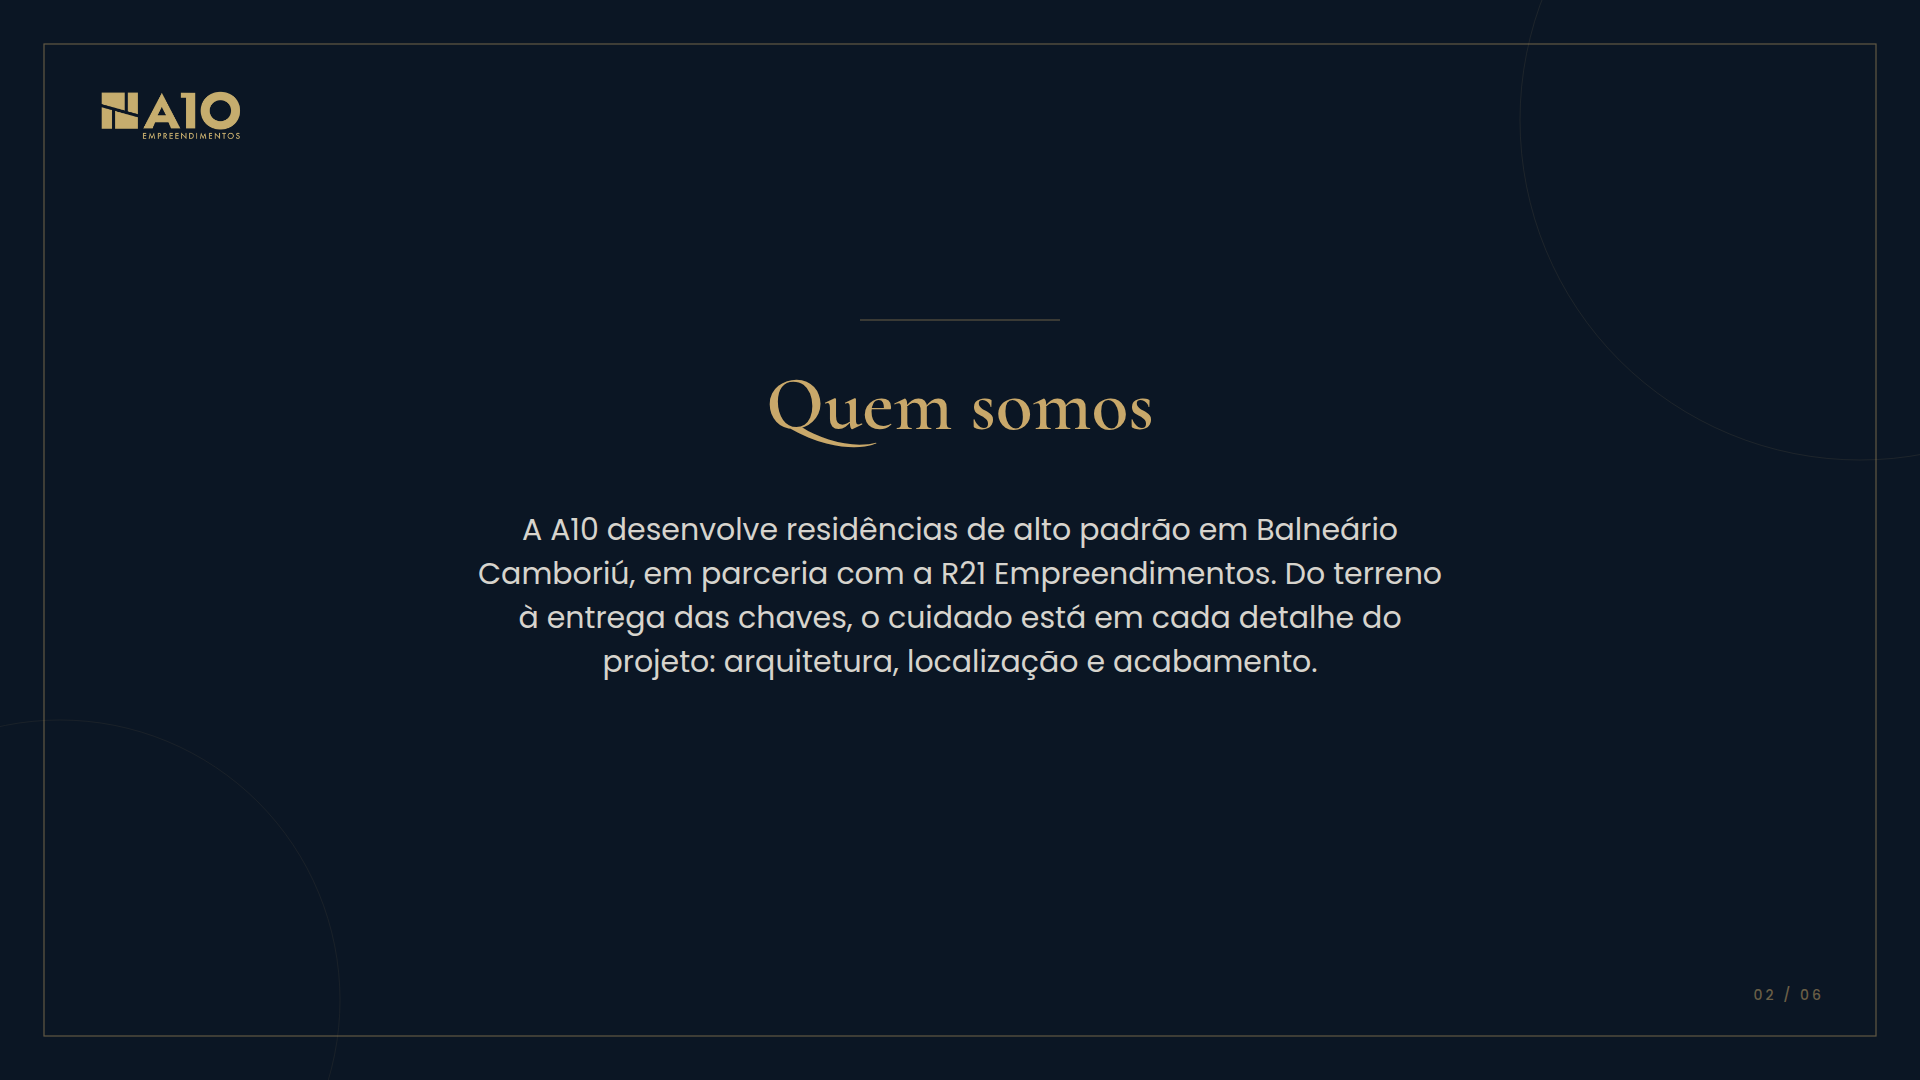 A10
EMPREENDIMENTOS
Quem somos
A A10 desenvolve residências de alto padrão em Balneário
Camboriú, em parceria com a R21 Empreendimentos. Do terreno
à entrega das chaves, o cuidado está em cada detalhe do
projeto: arquitetura, localização e acabamento.
02 / 06